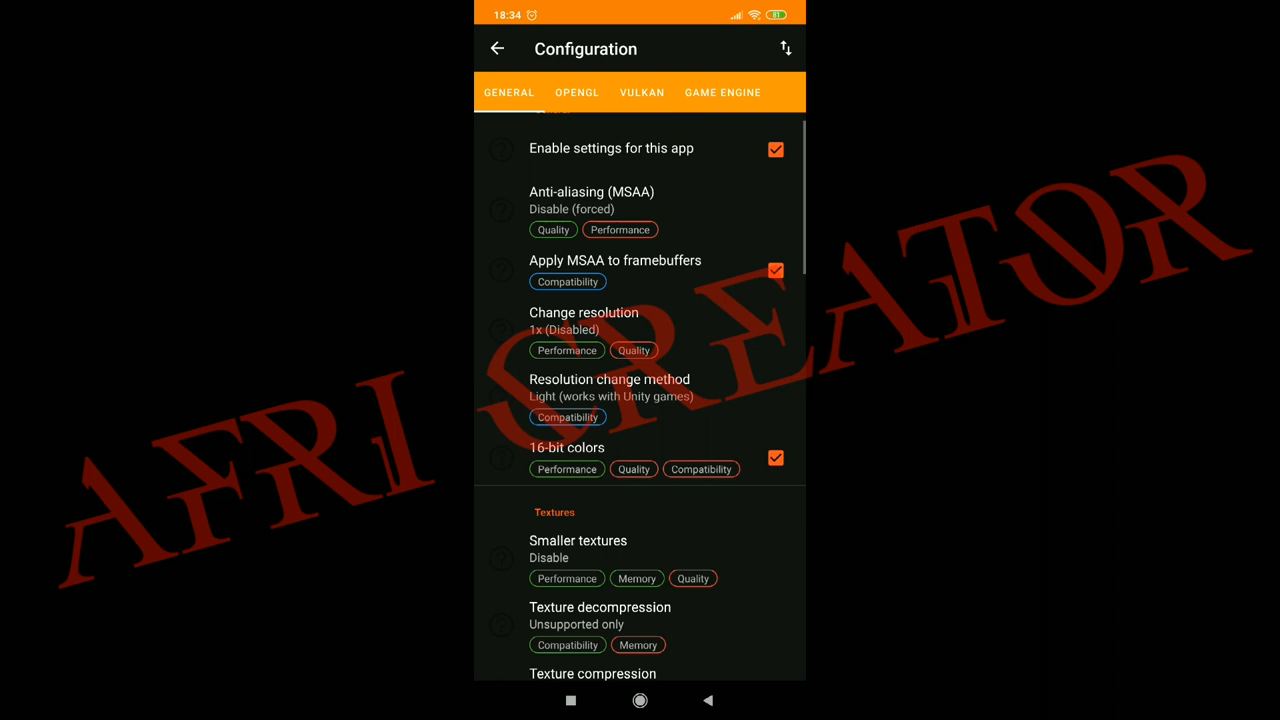 18:34
81
Configuration
GENERAL OPENGL VULKAN GAME ENGINE
Enable settings for this app
Anti-aliasing (MSAA)
Disable (forced)
Quality Performance
Apply MSAA to framebuffers
Compatibility
Change resolution
1x (Disabled)
Performance Quality
Resolution change method
Light (works with Unity games)
Compatibility
16-bit colors
Performance Quality Compatibility
Textures
Smaller textures
Disable
Performance Memory Quality
Texture decompression
Unsupported only
Compatibility Memory
Texture compression
AFRI CREATOR